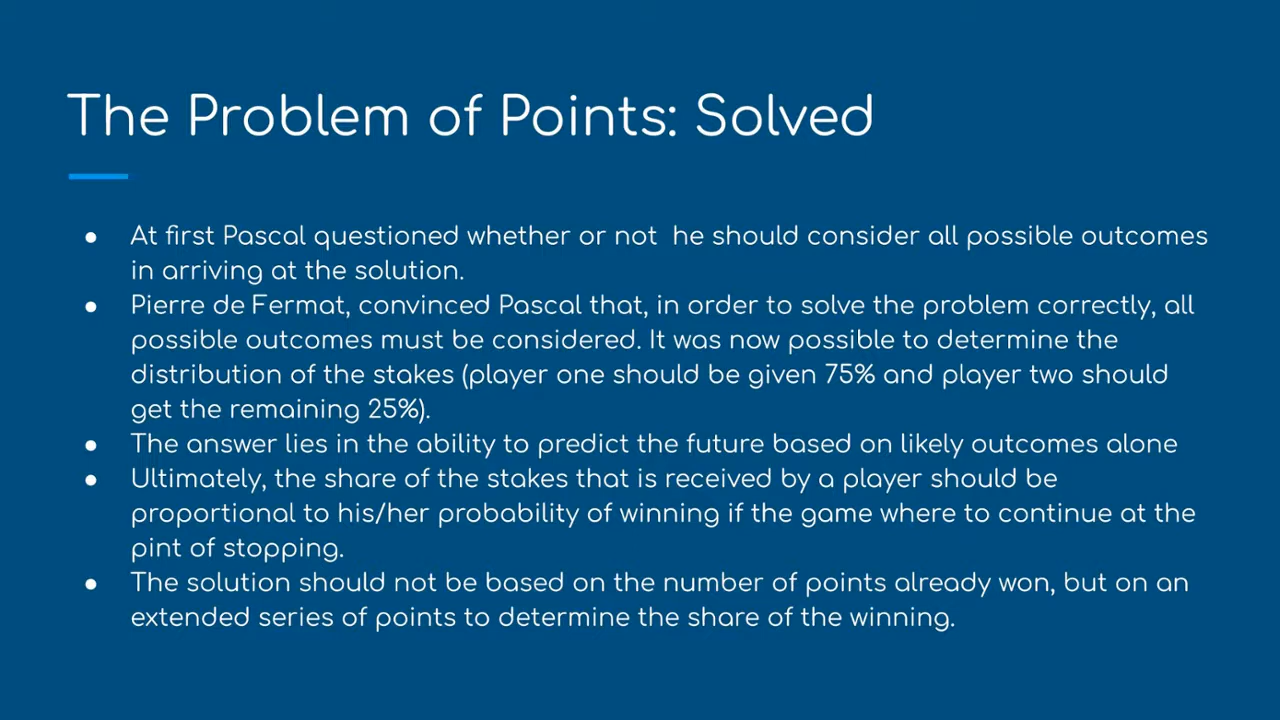 The Problem of Points: Solved
● At first Pascal questioned whether or not  he should consider all possible outcomes
in arriving at the solution.
● Pierre de Fermat, convinced Pascal that, in order to solve the problem correctly, all
possible outcomes must be considered. It was now possible to determine the
distribution of the stakes (player one should be given 75% and player two should
get the remaining 25%).
● The answer lies in the ability to predict the future based on likely outcomes alone
● Ultimately, the share of the stakes that is received by a player should be
proportional to his/her probability of winning if the game where to continue at the
pint of stopping.
● The solution should not be based on the number of points already won, but on an
extended series of points to determine the share of the winning.